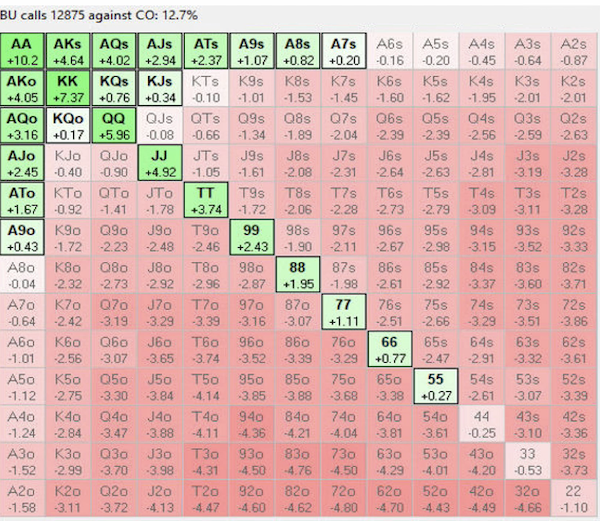 BU calls 12875 against CO: 12.7%
AA AKs AQs AJs ATs A9s A8s A7s A6s A5s A4s A3s A2s
+10.2 +4.64 +4.02 +2.94 +2.37 +1.07 +0.82 +0.20 -0.16 -0.20 -0.45 -0.64 -0.87
AKo KK KQs KJs KTs K9s K8s K7s K6s K5s K4s K3s K2s
+4.05 +7.37 +0.76 +0.34 -0.10 -1.01 -1.53 -1.45 -1.60 -1.62 -1.95 -2.01 -2.01
AQo KQo QQ QJs QTs Q9s Q8s Q7s Q6s Q5s Q4s Q3s Q2s
+3.16 +0.17 +5.96 -0.08 -0.66 -1.34 -1.89 -2.04 -2.39 -2.39 -2.56 -2.59 -2.63
AJo KJo QJo JJ JTs J9s J8s J7s J6s J5s J4s J3s J2s
+2.45 -0.40 -0.90 +4.92 -1.05 -1.61 -2.08 -2.31 -2.64 -2.63 -2.81 -3.19 -3.28
ATo KTo QTo JTo TT T9s T8s T7s T6s T5s T4s T3s T2s
+1.67 -0.92 -1.41 -1.78 +3.74 -1.72 -2.06 -2.28 -2.73 -2.79 -3.09 -3.11 -3.28
A9o K9o Q9o J9o T9o 99 98s 97s 96s 95s 94s 93s 92s
+0.43 -1.72 -2.23 -2.48 -2.46 +2.43 -1.90 -2.11 -2.67 -2.98 -3.15 -3.52 -3.33
A8o K8o Q8o J8o T8o 98o 88 87s 86s 85s 84s 83s 82s
-0.04 -2.32 -2.73 -2.92 -2.96 -2.87 +1.95 -1.98 -2.61 -2.92 -3.37 -3.60 -3.71
A7o K7o Q7o J7o T7o 97o 87o 77 76s 75s 74s 73s 72s
-0.64 -2.42 -3.19 -3.29 -3.39 -3.16 -3.07 +1.11 -2.51 -2.66 -3.29 -3.51 -3.86
A6o K6o Q6o J6o T6o 96o 86o 76o 66 65s 64s 63s 62s
-1.01 -2.56 -3.07 -3.65 -3.74 -3.52 -3.39 -3.29 +0.77 -2.47 -2.91 -3.32 -3.61
A5o K5o Q5o J5o T5o 95o 85o 75o 65o 55 54s 53s 52s
-1.12 -2.75 -3.30 -3.84 -4.14 -3.85 -3.88 -3.68 -3.38 +0.27 -2.61 -3.07 -3.39
A4o K4o Q4o J4o T4o 94o 84o 74o 64o 54o 44 43s 42s
-1.24 -2.84 -3.47 -3.88 -4.11 -4.36 -4.21 -4.04 -3.81 -3.61 -0.25 -3.10 -3.36
A3o K3o Q3o J3o T3o 93o 83o 73o 63o 53o 43o 33 32s
-1.52 -2.99 -3.70 -3.98 -4.31 -4.50 -4.76 -4.50 -4.29 -4.01 -4.20 -0.53 -3.73
A2o K2o Q2o J2o T2o 92o 82o 72o 62o 52o 42o 32o 22
-1.58 -3.11 -3.72 -4.13 -4.47 -4.60 -4.62 -4.80 -4.70 -4.43 -4.49 -4.66 -1.10